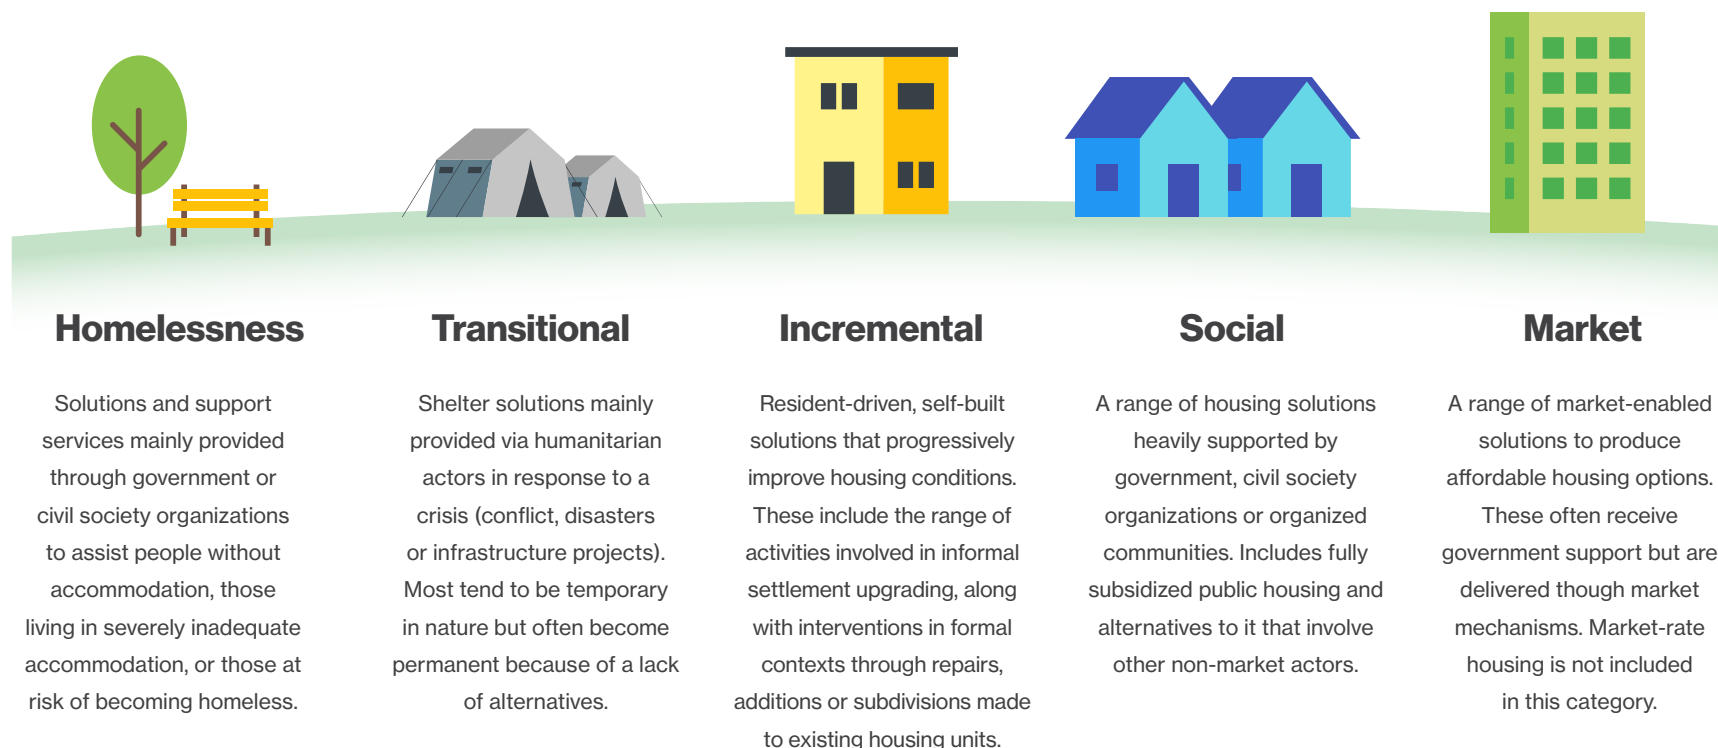 Homelessness
Solutions and support
services mainly provided
through government or
civil society organizations
to assist people without
accommodation, those
living in severely inadequate
accommodation, or those at
risk of becoming homeless.
Transitional
Shelter solutions mainly
provided via humanitarian
actors in response to a
crisis (conflict, disasters
or infrastructure projects).
Most tend to be temporary
in nature but often become
permanent because of a lack
of alternatives.
Incremental
Resident-driven, self-built
solutions that progressively
improve housing conditions.
These include the range of
activities involved in informal
settlement upgrading, along
with interventions in formal
contexts through repairs,
additions or subdivisions made
to existing housing units.
Social
A range of housing solutions
heavily supported by
government, civil society
organizations or organized
communities. Includes fully
subsidized public housing and
alternatives to it that involve
other non-market actors.
Market
A range of market-enabled
solutions to produce
affordable housing options.
These often receive
government support but are
delivered though market
mechanisms. Market-rate
housing is not included
in this category.